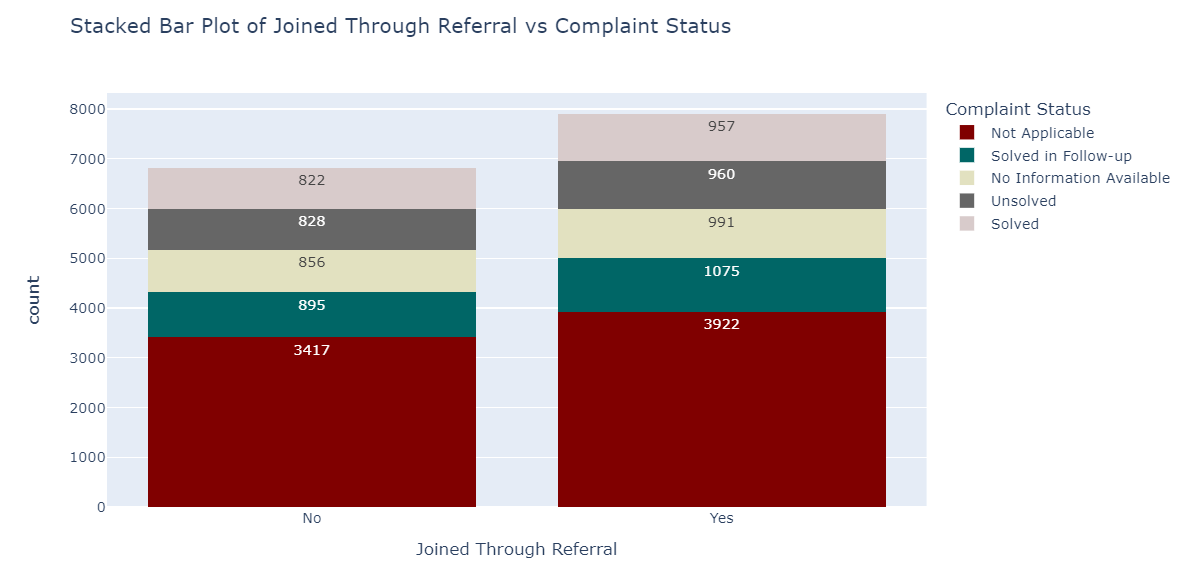 Stacked Bar Plot of Joined Through Referral vs Complaint Status
Complaint Status
Not Applicable
Solved in Follow-up
No Information Available
Unsolved
Solved
8000
7000
6000
5000
4000
3000
2000
1000
0
count
822
828
856
895
3417
957
960
991
1075
3922
No
Yes
Joined Through Referral